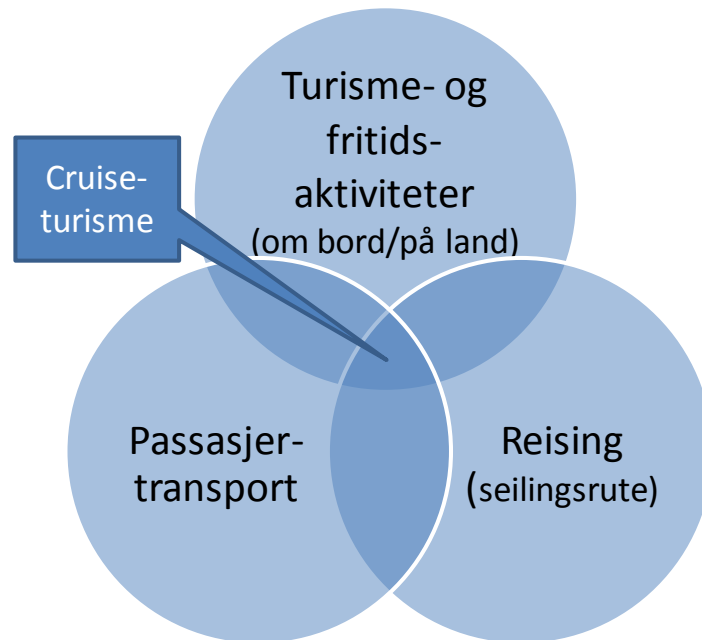 Turisme- og
fritids-
aktiviteter
(om bord/på land)
Cruise-
turisme
Passasjer-
transport
Reising
(seilingsrute)